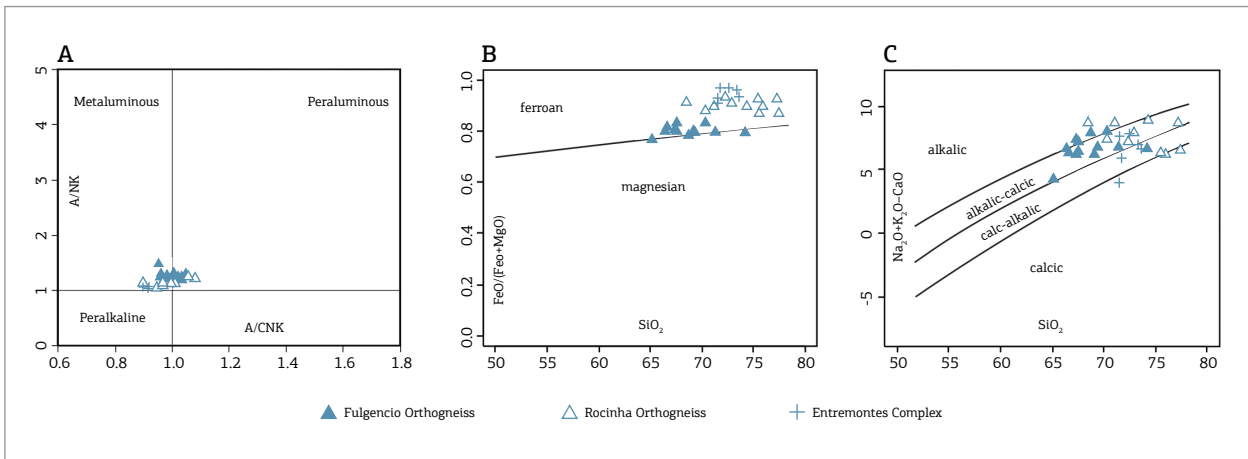 A
5
4
3
2
1
0
A/NK
Metaluminous
Peraluminous
Peralkaline
A/CNK
0.6
0.8
1.0
1.2
1.4
1.6
1.8
B
1.0
0.8
0.6
0.4
0.2
0.0
FeO/(Feo+MgO)
ferroan
magnesian
SiO₂
50
55
60
65
70
75
80
C
10
5
0
-5
Na₂O+K₂O–CaO
alkalic
alkalic-calcic
calc-alkalic
calcic
SiO₂
50
55
60
65
70
75
80
Fulgencio Orthogneiss
Rocinha Orthogneiss
Entremontes Complex